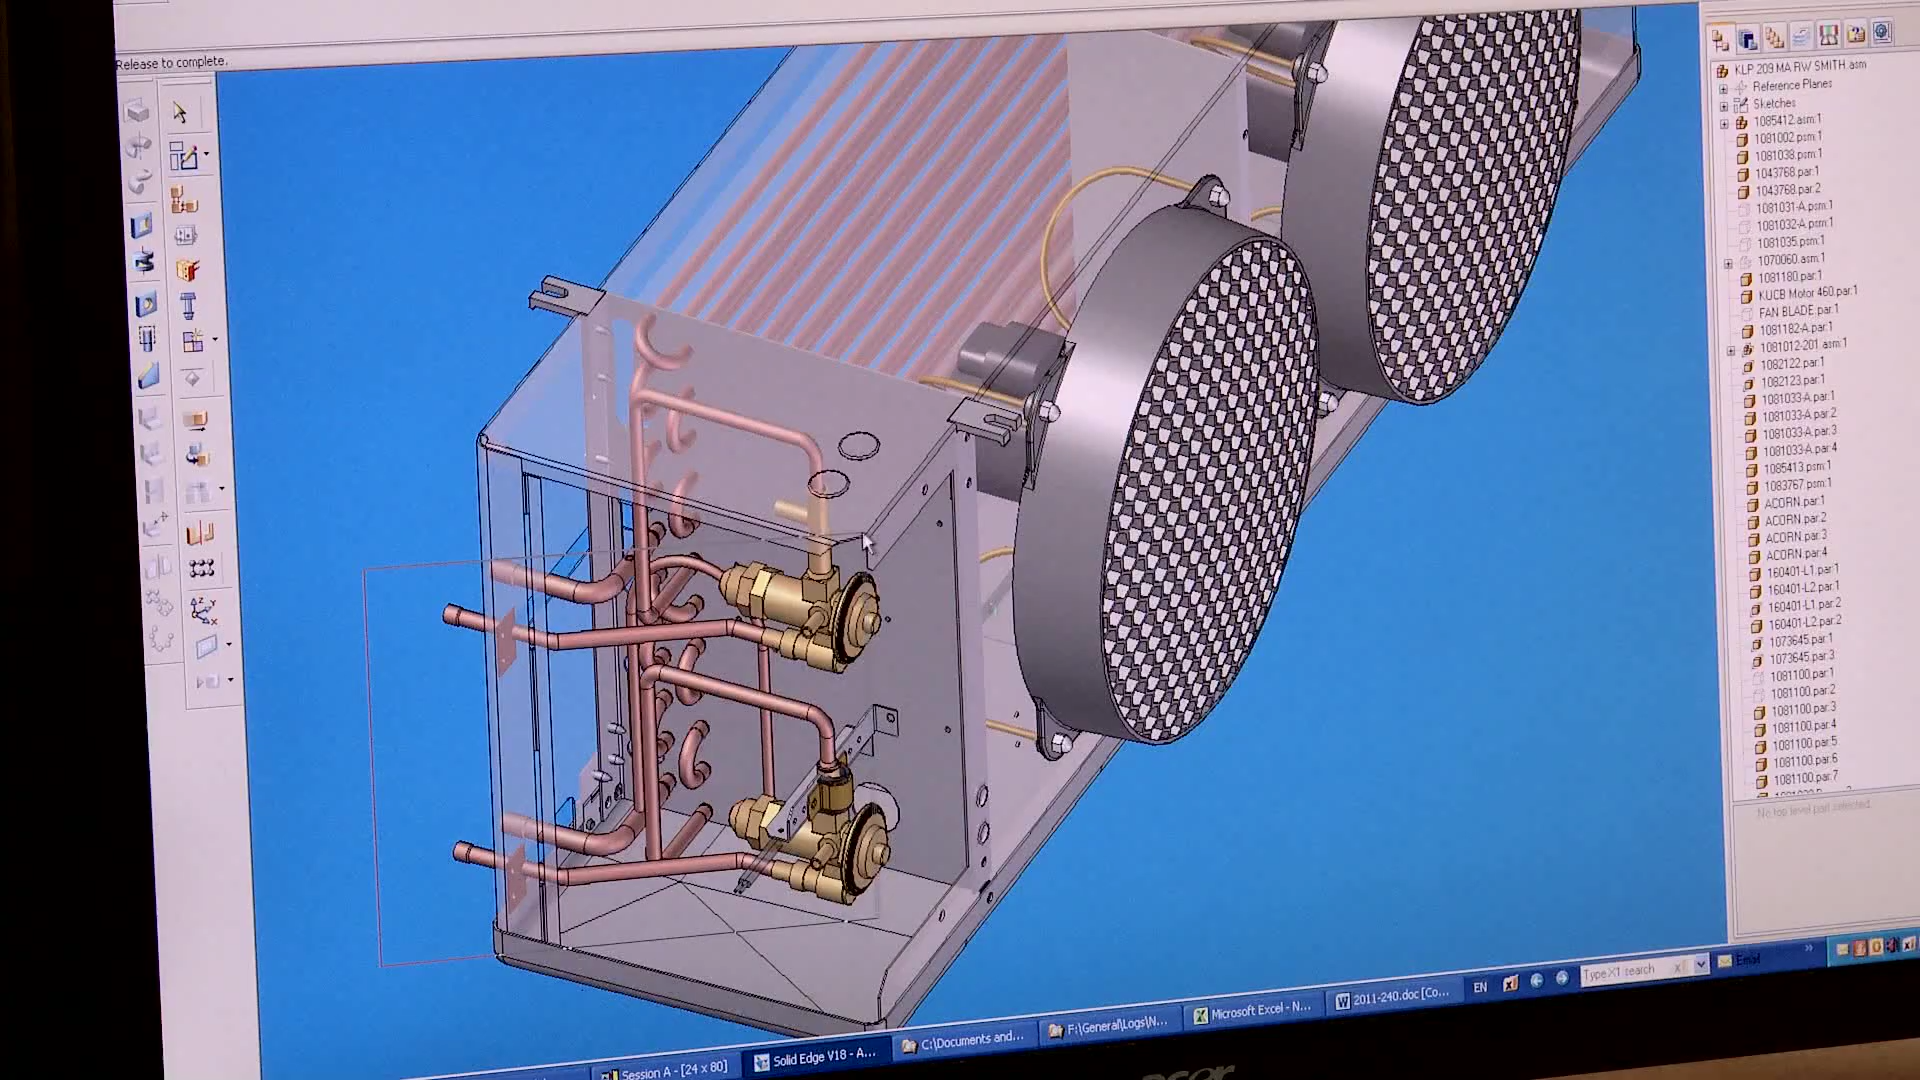 Release to complete.
KLP 209 MA RW SMITH.asm
Reference Planes
Sketches
1085412.asm:1
1081002.psm:1
1081038.psm:1
1043768.par:1
1043768.par:2
1081031-A.psm:1
1081032-A.psm:1
1081035.psm:1
1070060.asm:1
1081180.par:1
KUCB Motor 460.par:1
FAN BLADE.par:1
1081182-A.par:1
1081012-201.asm:1
1082122.par:1
1082123.par:1
1081033-A.par:1
1081033-A.par:2
1081033-A.par:3
1081033-A.par:4
1085413.psm:1
1083767.psm:1
ACORN.par:1
ACORN.par:2
ACORN.par:3
ACORN.par:4
160401-L1.par:1
160401-L2.par:1
160401-L1.par:2
160401-L2.par:2
1073645.par:1
1073645.par:3
1081100.par:1
1081100.par:2
1081100.par:3
1081100.par:4
1081100.par:5
1081100.par:6
1081100.par:7
No top level part selected.
Session A - [24 x 80]
Solid Edge V18 - A...
C:\Documents and...
F:\General\Logs\N...
Microsoft Excel - N...
2011-240.doc [Co...
EN
Type X1 search
Email
acer